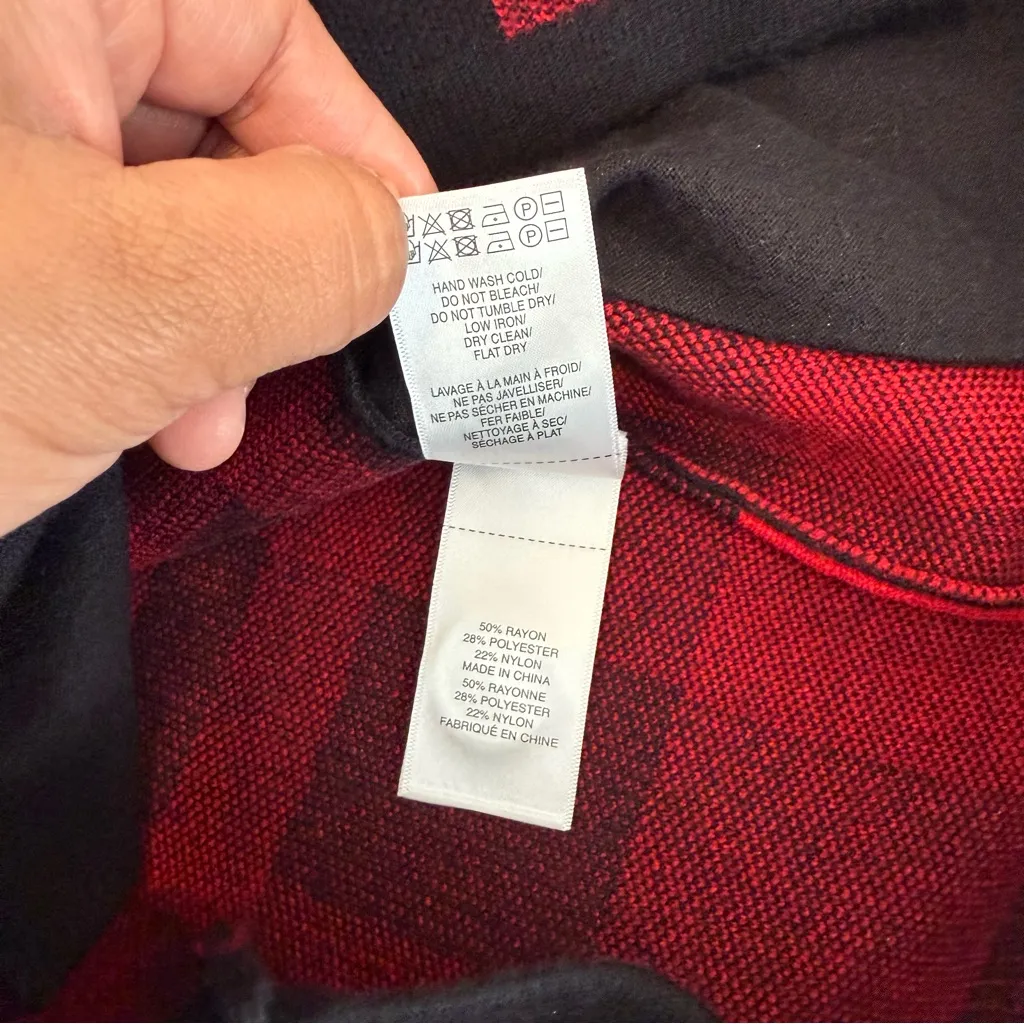 P
P
HAND WASH COLD/
DO NOT BLEACH/
DO NOT TUMBLE DRY/
LOW IRON/
DRY CLEAN/
FLAT DRY
LAVAGE À LA MAIN À FROID/
NE PAS JAVELLISER/
NE PAS SÉCHER EN MACHINE/
FER FAIBLE/
NETTOYAGE À SEC/
SÉCHAGE À PLAT
50% RAYON
28% POLYESTER
22% NYLON
MADE IN CHINA
50% RAYONNE
28% POLYESTER
22% NYLON
FABRIQUÉ EN CHINE